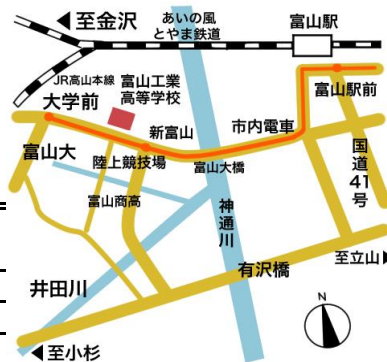 至金沢
あいの風
とやま鉄道
富山駅
JR高山本線
富山工業
高等学校
大学前
富山駅前
新富山
市内電車
富山大
陸上競技場
富山大橋
国道41号
富山商高
神通川
有沢橋
至立山
井田川
N
至小杉